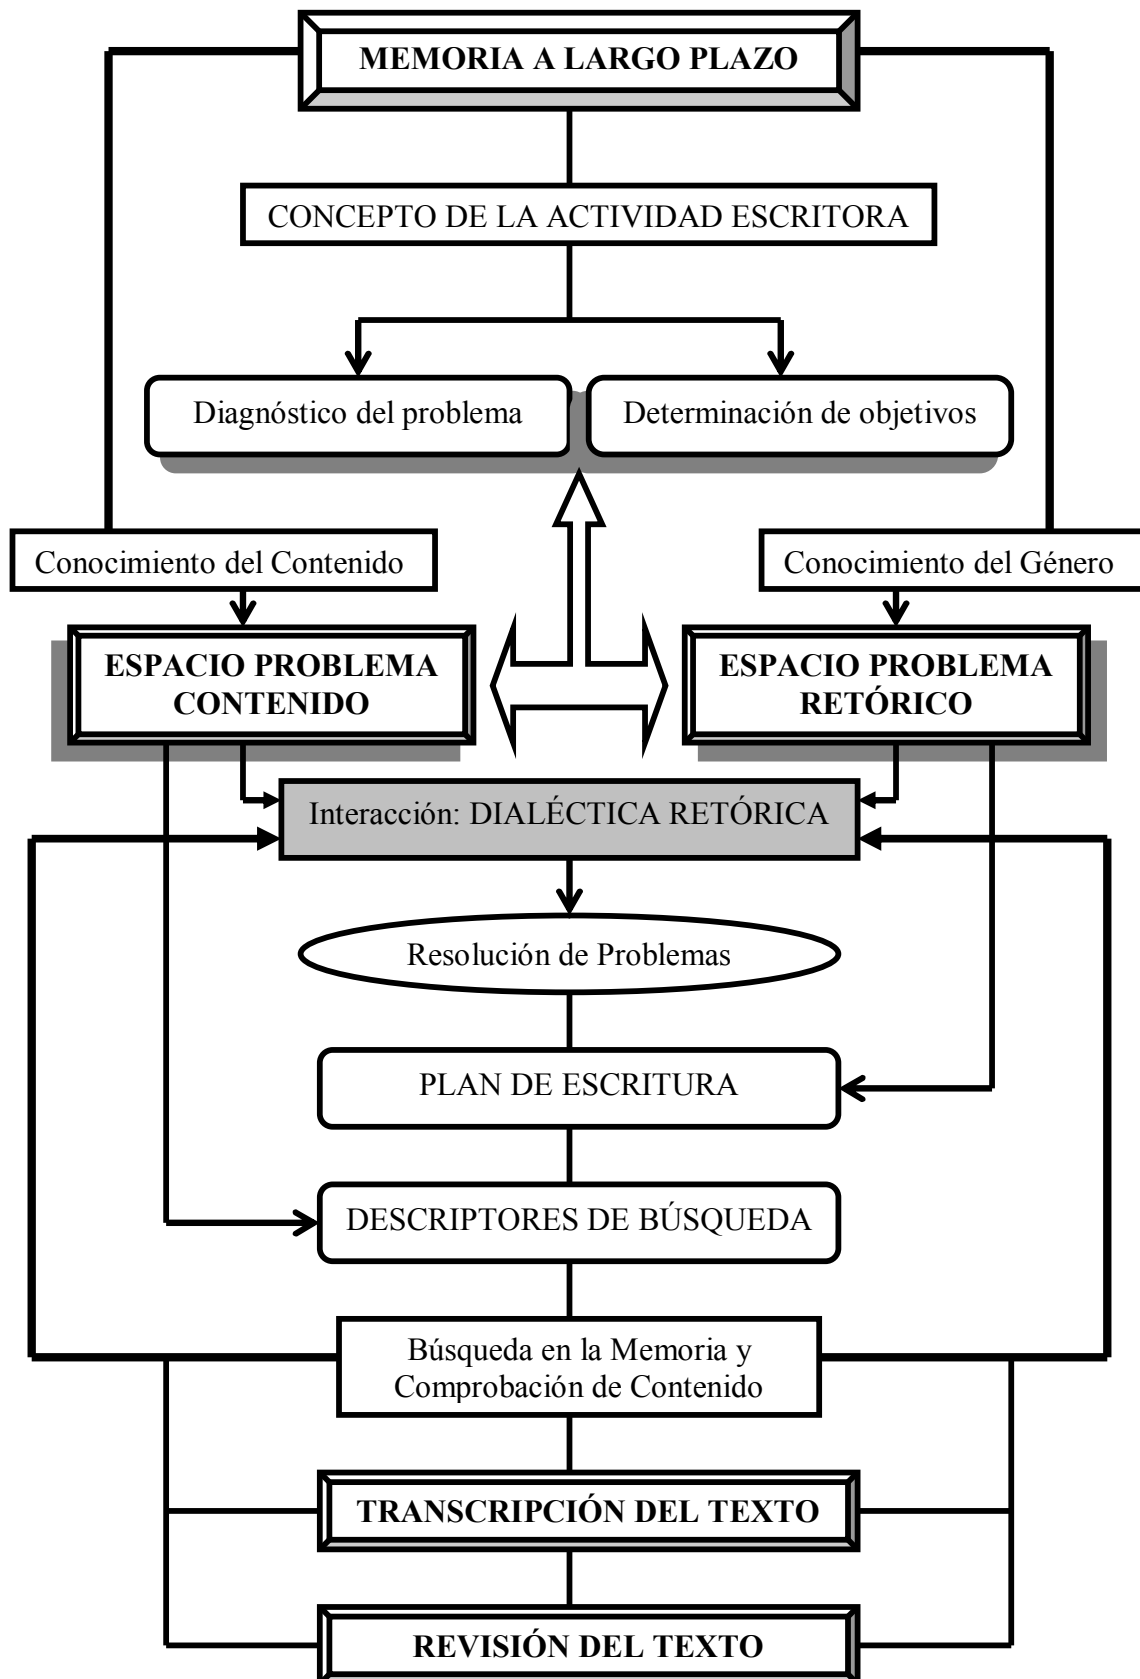 MEMORIA A LARGO PLAZO
CONCEPTO DE LA ACTIVIDAD ESCRITORA
Diagnóstico del problema
Determinación de objetivos
Conocimiento del Contenido
Conocimiento del Género
ESPACIO PROBLEMA
CONTENIDO
ESPACIO PROBLEMA
RETÓRICO
Interacción: DIALÉCTICA RETÓRICA
Resolución de Problemas
PLAN DE ESCRITURA
DESCRIPTORES DE BÚSQUEDA
Búsqueda en la Memoria y
Comprobación de Contenido
TRANSCRIPCIÓN DEL TEXTO
REVISIÓN DEL TEXTO